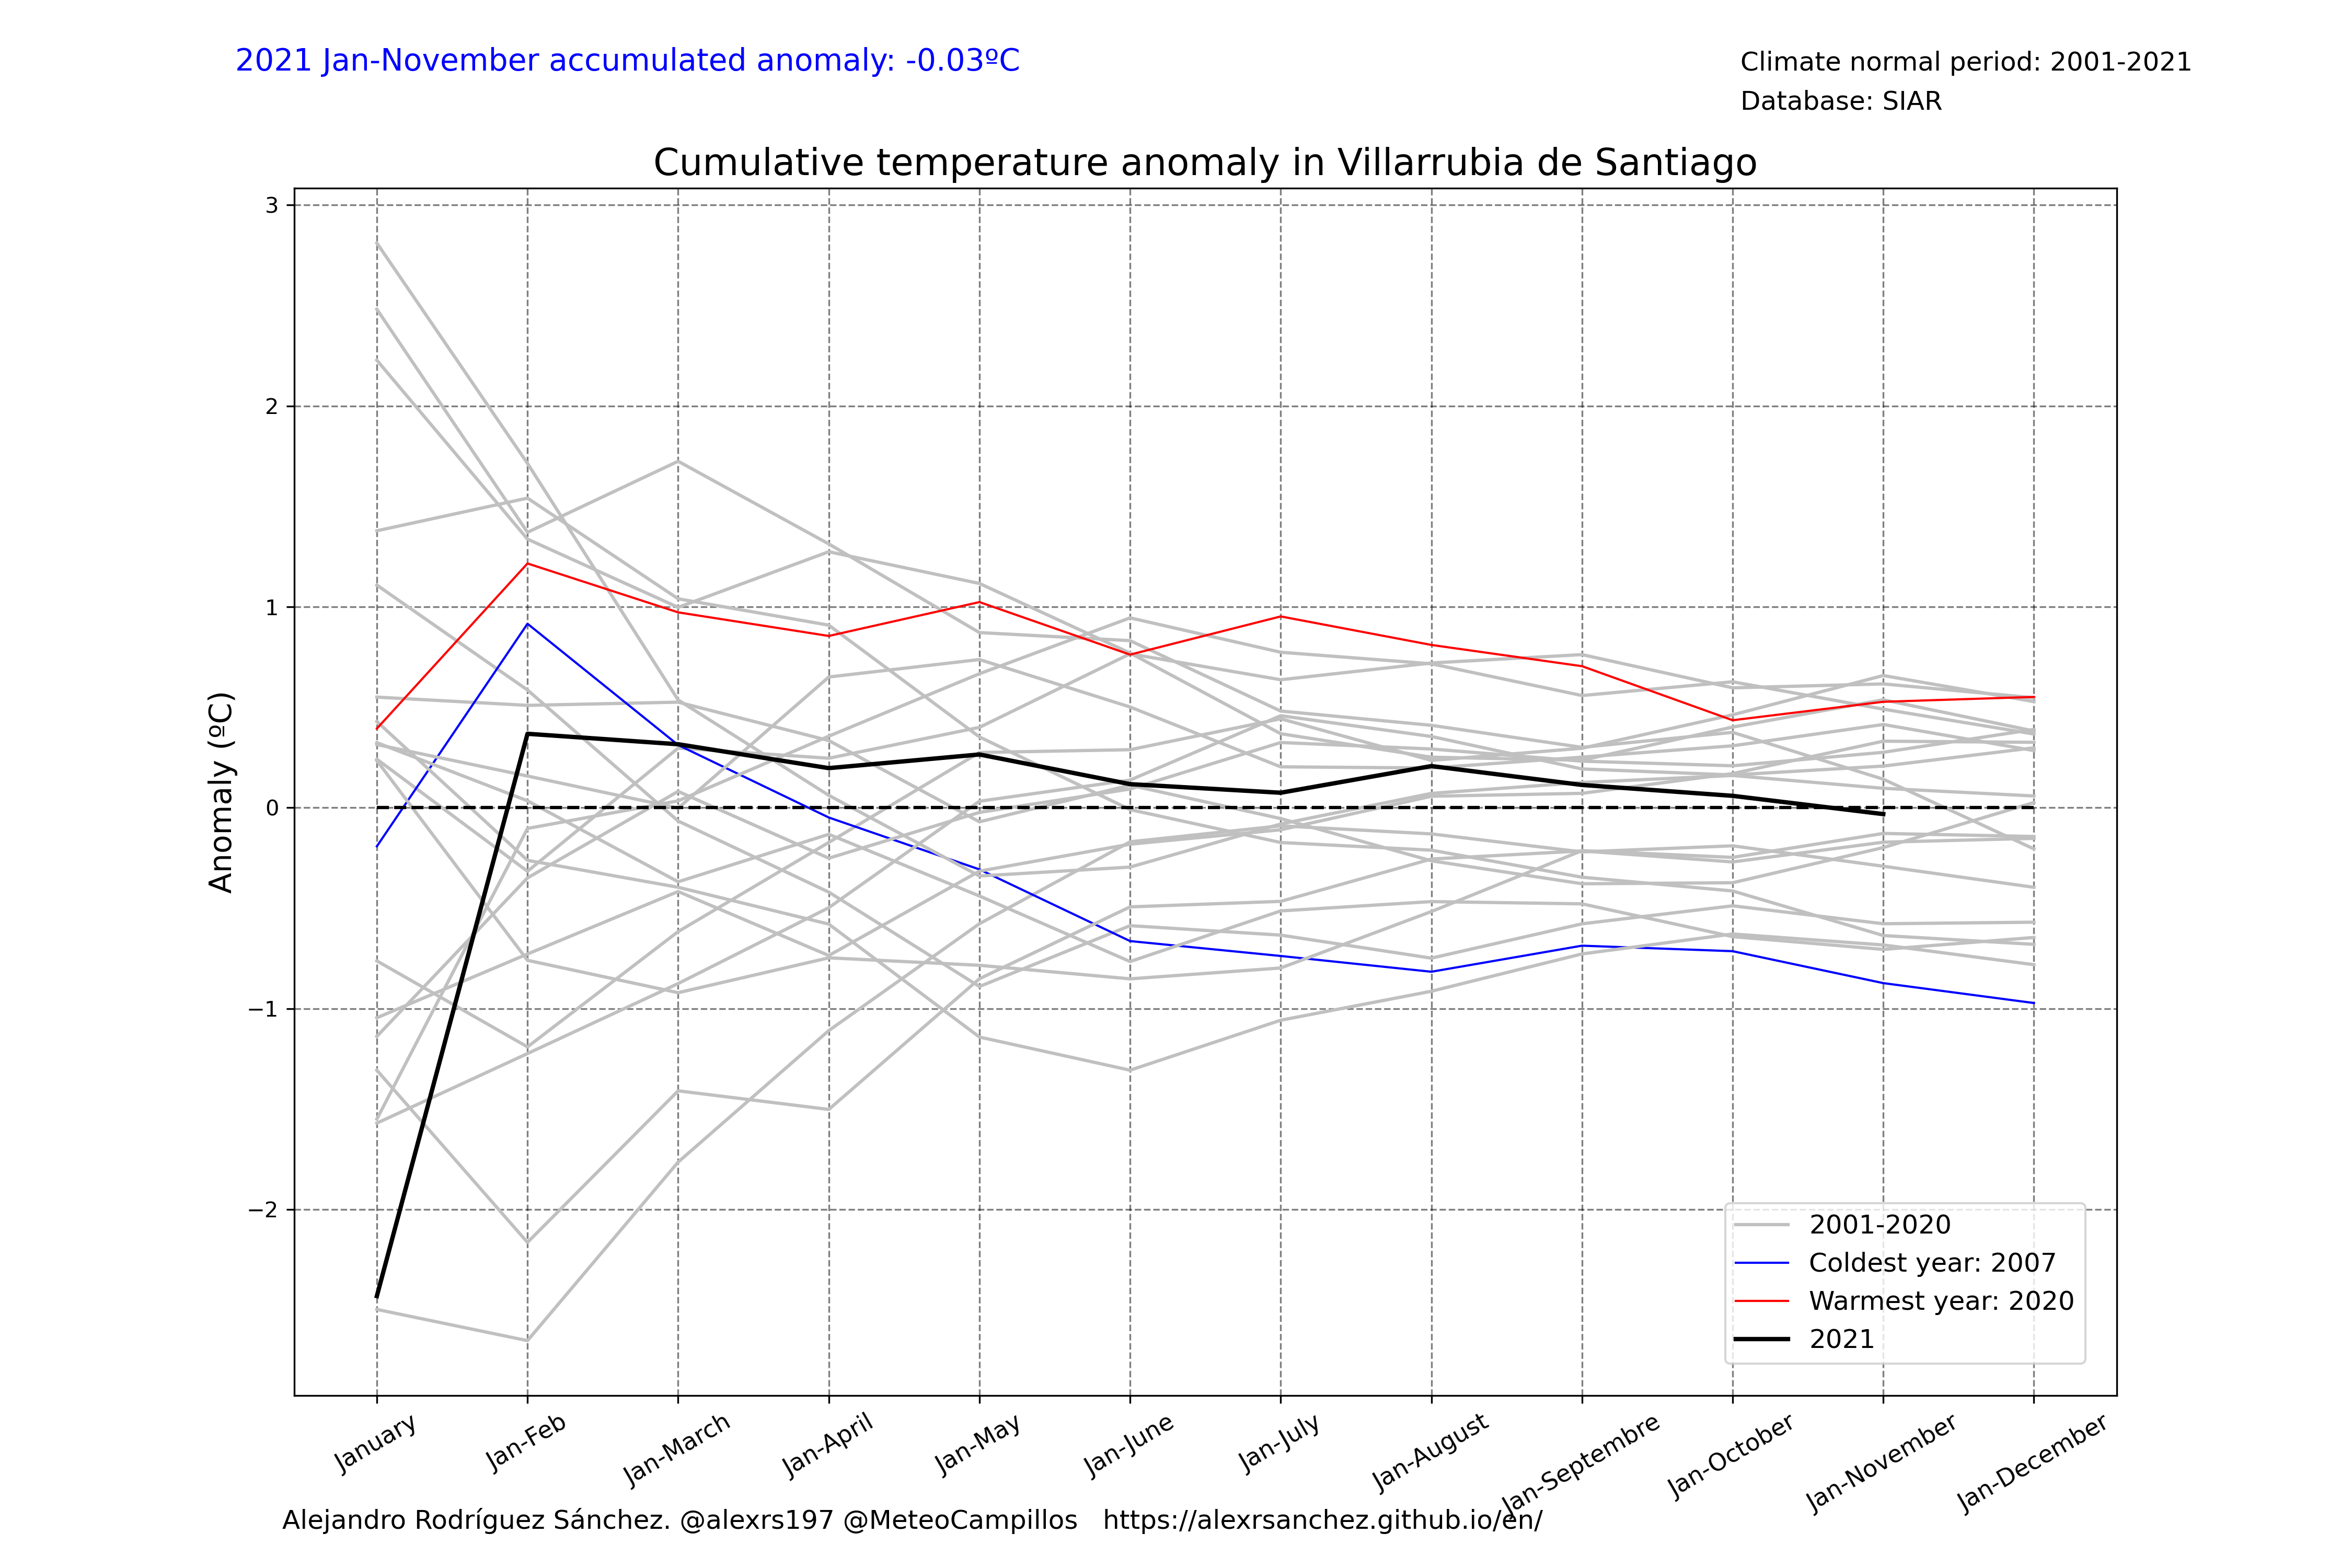 2021 Jan-November accumulated anomaly: -0.03ºC
Climate normal period: 2001-2021
Database: SIAR
Cumulative temperature anomaly in Villarrubia de Santiago
Anomaly (ºC)
3
2
1
0
−1
−2
2001-2020
Coldest year: 2007
Warmest year: 2020
2021
January
Jan-Feb
Jan-March
Jan-April
Jan-May
Jan-June
Jan-July
Jan-August
Jan-Septembre
Jan-October
Jan-November
Jan-December
Alejandro Rodríguez Sánchez. @alexrs197 @MeteoCampillos   https://alexrsanchez.github.io/en/